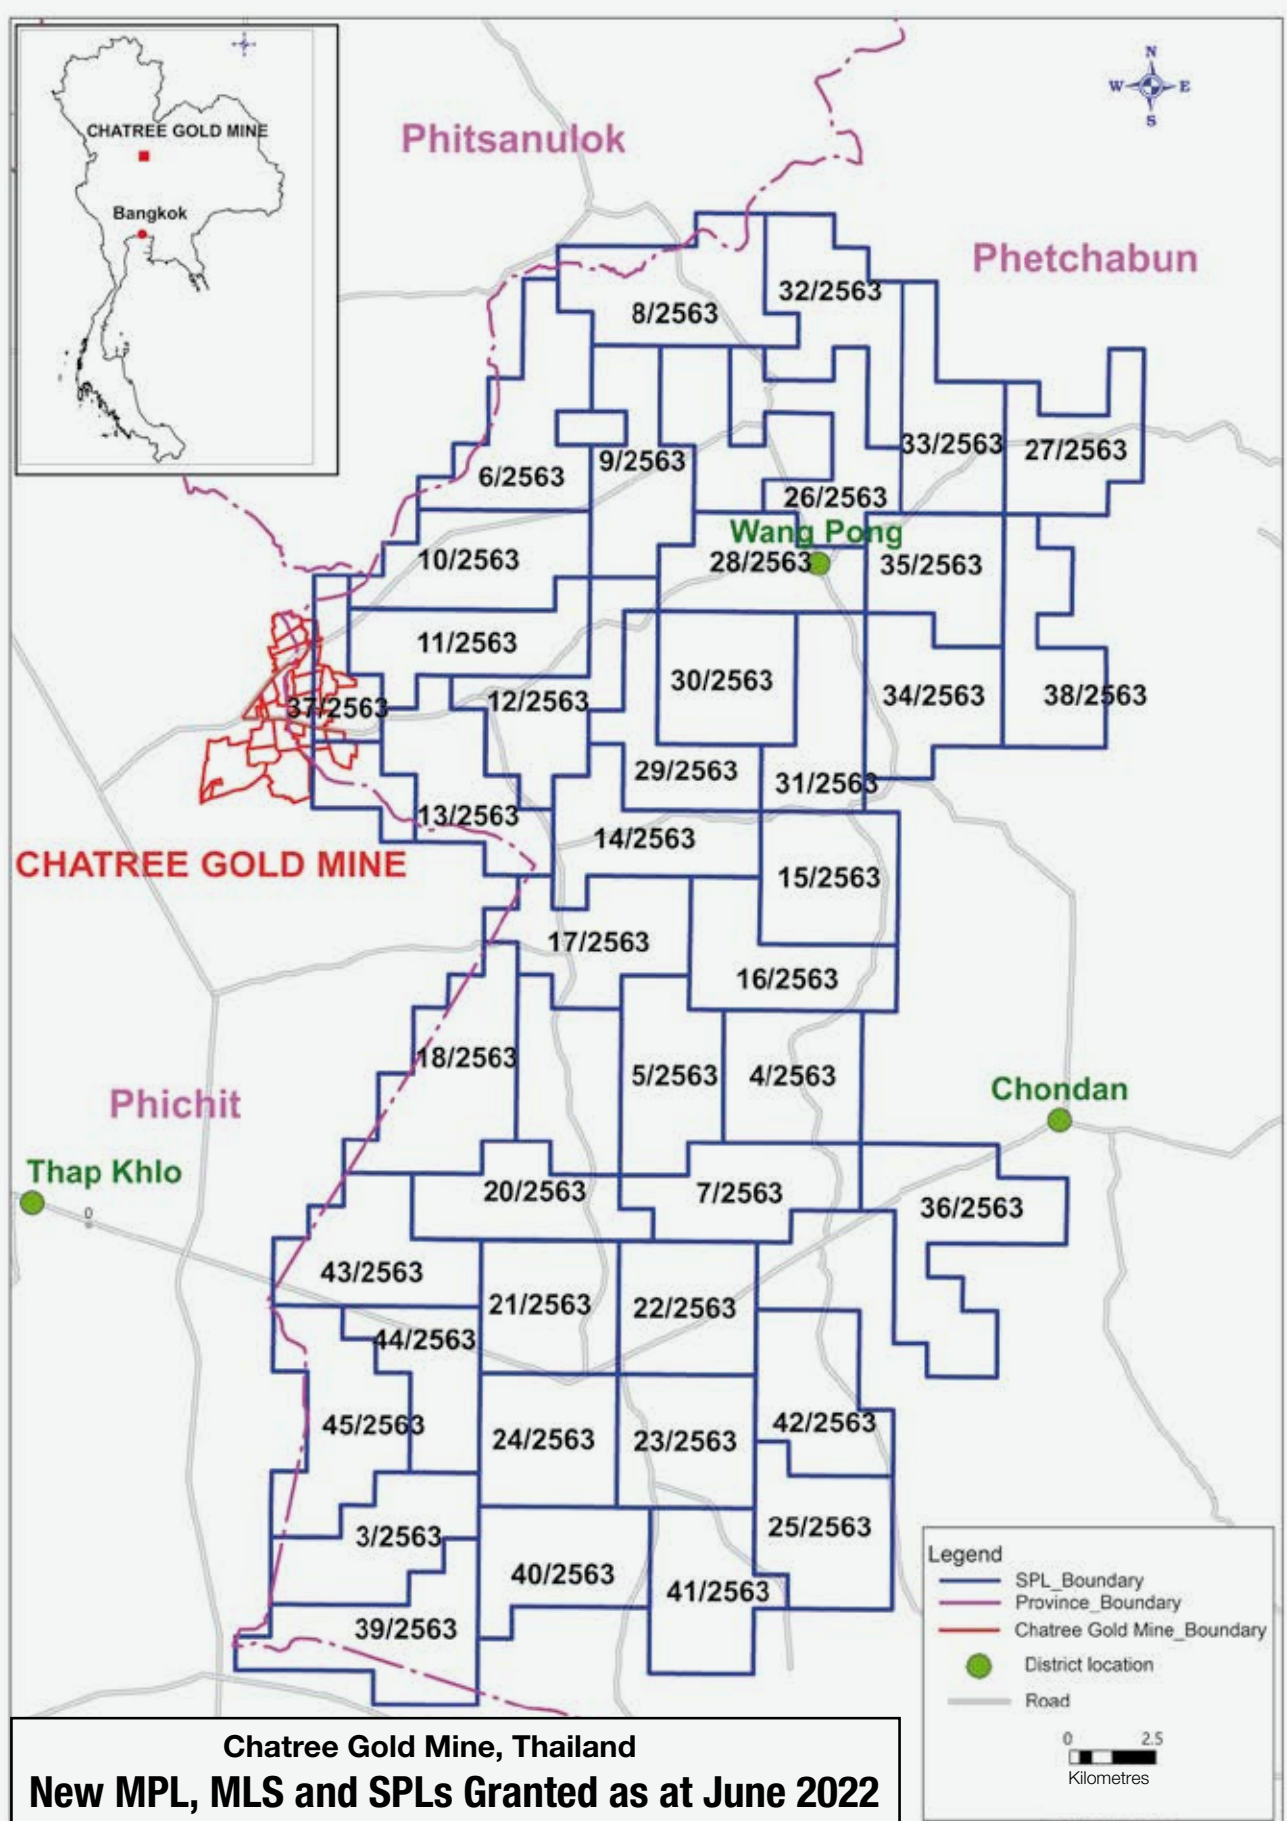 CHATREE GOLD MINE
Bangkok
N
W E
S
Phitsanulok
Phetchabun
32/2563
8/2563
33/2563
27/2563
9/2563
6/2563
26/2563
Wang Pong
10/2563
28/2563
35/2563
11/2563
30/2563
12/2563
34/2563
38/2563
37/2563
29/2563
31/2563
13/2563
14/2563
CHATREE GOLD MINE
15/2563
17/2563
16/2563
18/2563
5/2563
4/2563
Chondan
Phichit
Thap Khlo
20/2563
7/2563
36/2563
0
43/2563
21/2563
22/2563
44/2563
45/2563
24/2563
23/2563
42/2563
3/2563
25/2563
40/2563
41/2563
39/2563
Legend
SPL_Boundary
Province_Boundary
Chatree Gold Mine_Boundary
District location
Road
0 2.5
Kilometres
Chatree Gold Mine, Thailand
New MPL, MLS and SPLs Granted as at June 2022